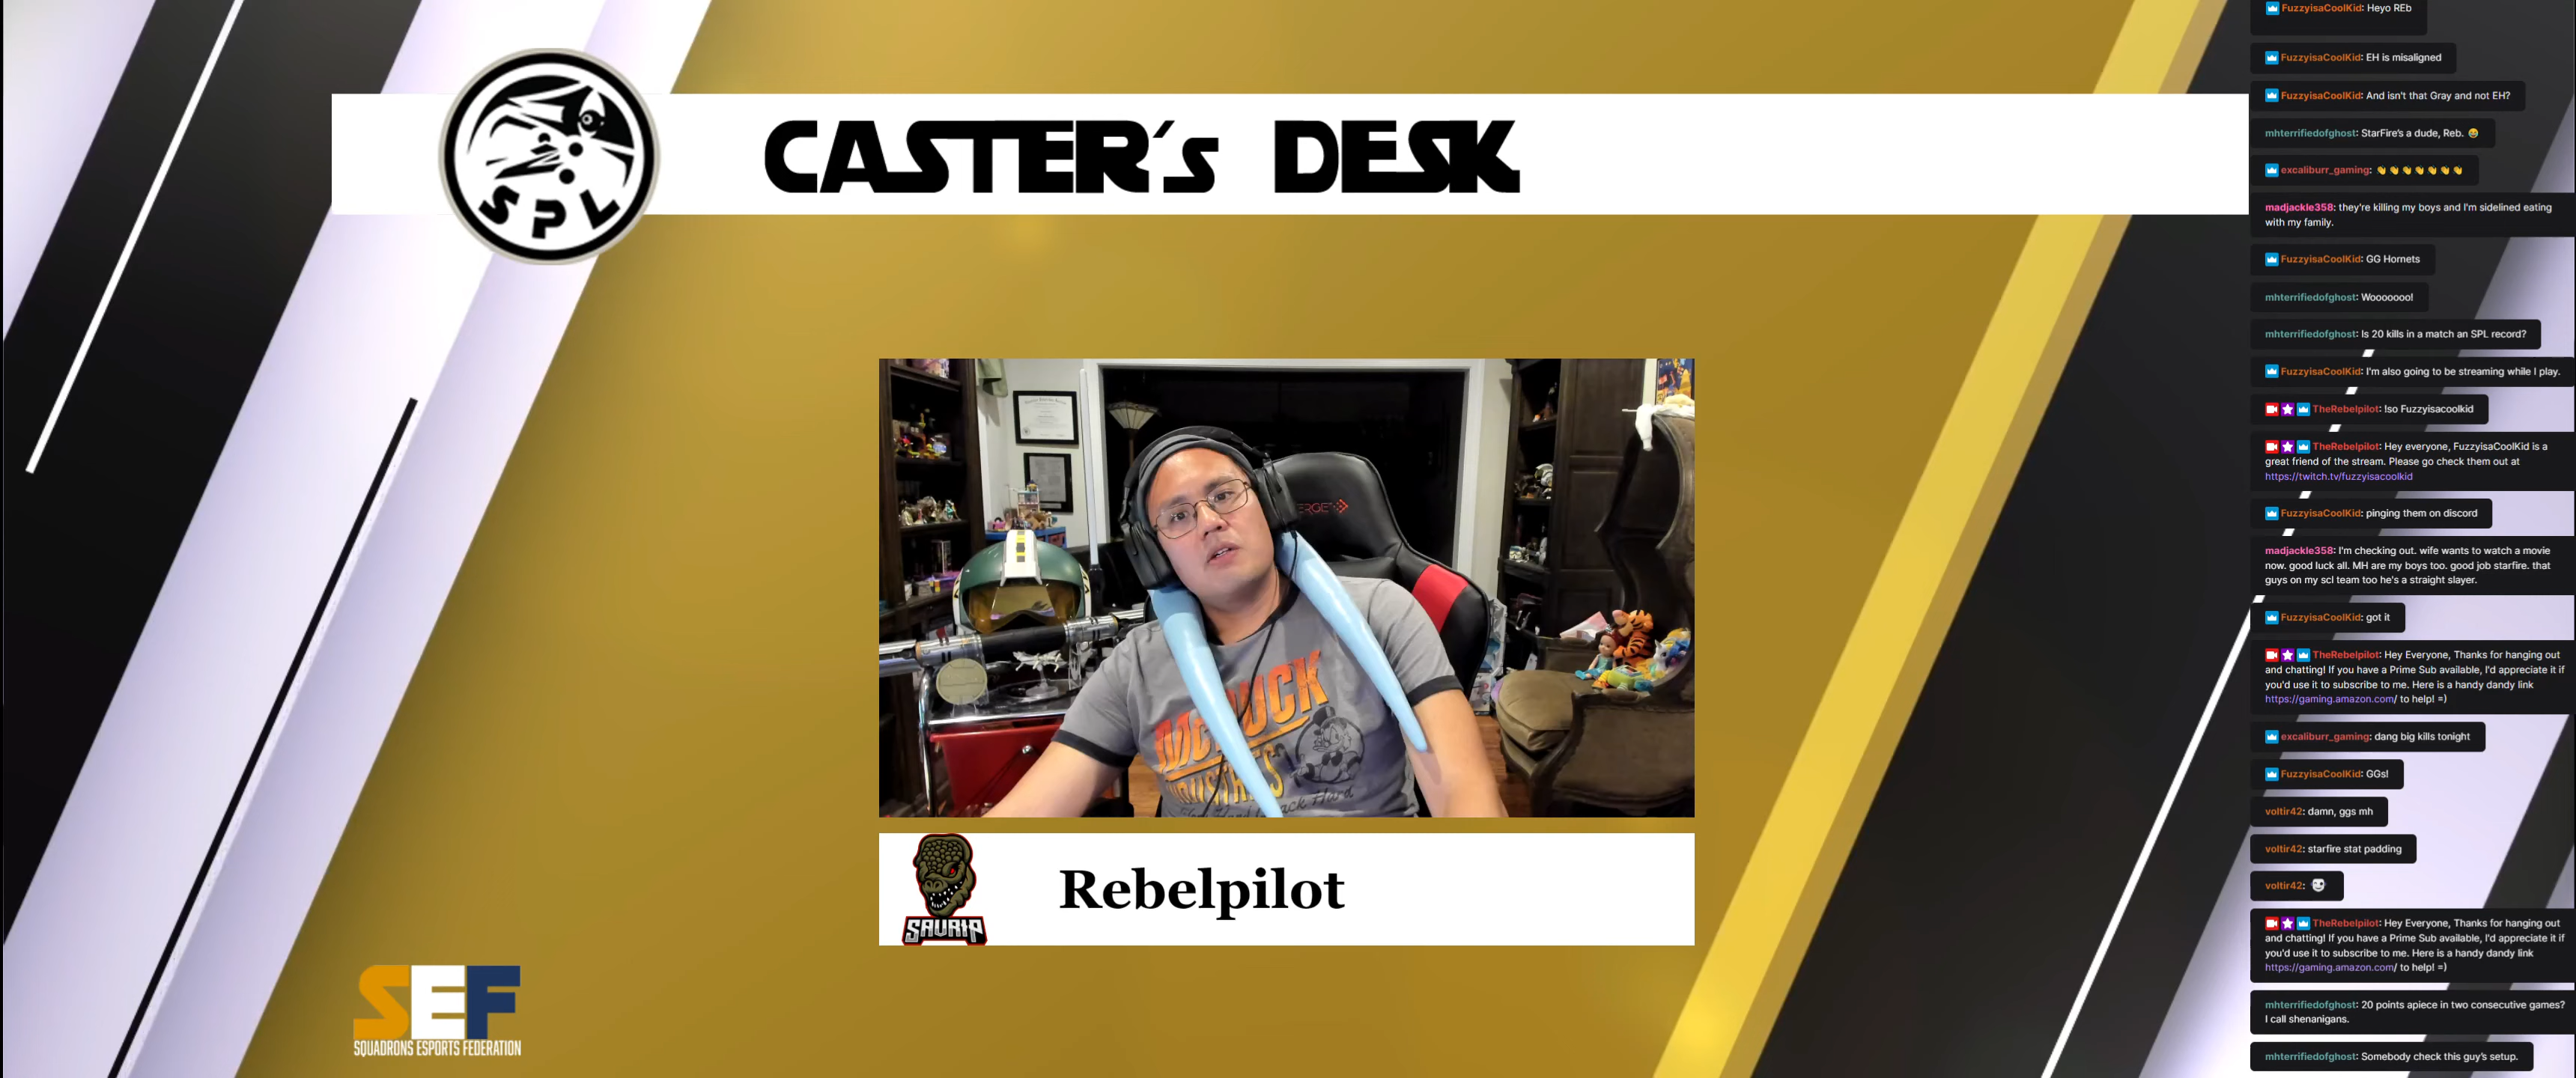 SPL
CASTER's DESK
ERGE
Rebelpilot
SAURIP
SEF
SQUADRONS ESPORTS FEDERATION
FuzzyisaCoolKid: Heyo REb
FuzzyisaCoolKid: EH is misaligned
FuzzyisaCoolKid: And isn't that Gray and not EH?
mhterrifiedofghost: StarFire's a dude, Reb. 😂
excaliburr_gaming: 👏👏👏👏👏👏👏
madjackle358: they're killing my boys and I'm sidelined eating
with my family.
FuzzyisaCoolKid: GG Hornets
mhterrifiedofghost: Wooooooo!
mhterrifiedofghost: Is 20 kills in a match an SPL record?
FuzzyisaCoolKid: I'm also going to be streaming while I play.
TheRebelpilot: !so Fuzzyisacoolkid
TheRebelpilot: Hey everyone, FuzzyisaCoolKid is a
great friend of the stream. Please go check them out at
https://twitch.tv/fuzzyisacoolkid
FuzzyisaCoolKid: pinging them on discord
madjackle358: I'm checking out. wife wants to watch a movie
now. good luck all. MH are my boys too. good job starfire. that
guys on my scl team too he's a straight slayer.
FuzzyisaCoolKid: got it
TheRebelpilot: Hey Everyone, Thanks for hanging out
and chatting! If you have a Prime Sub available, I'd appreciate it if
you'd use it to subscribe to me. Here is a handy dandy link
https://gaming.amazon.com/ to help! =)
excaliburr_gaming: dang big kills tonight
FuzzyisaCoolKid: GGs!
voltir42: damn, ggs mh
voltir42: starfire stat padding
voltir42:
TheRebelpilot: Hey Everyone, Thanks for hanging out
and chatting! If you have a Prime Sub available, I'd appreciate it if
you'd use it to subscribe to me. Here is a handy dandy link
https://gaming.amazon.com/ to help! =)
mhterrifiedofghost: 20 points apiece in two consecutive games?
I call shenanigans.
mhterrifiedofghost: Somebody check this guy's setup.